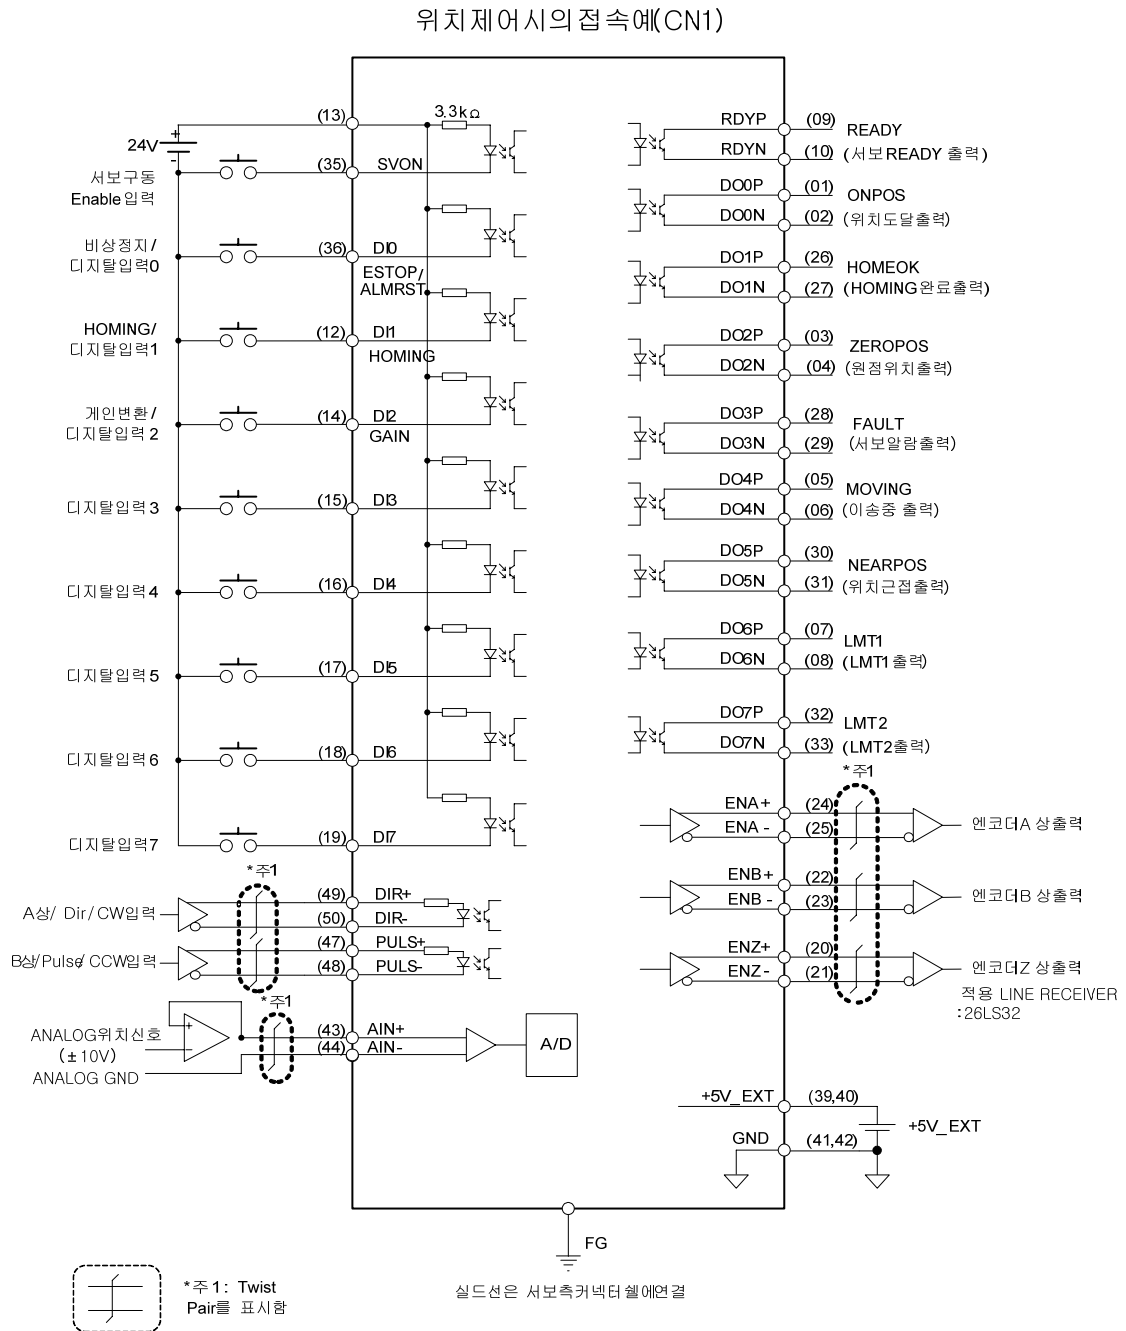 위치제어시의접속예(CN1)
(13)
3.3kΩ
24V
+
-
(35) SVON
서보구동
Enable입력
비상정지/
디지탈입력0
(36) DI0
ESTOP/
ALMRST
HOMING/
디지탈입력1
(12) DI1
HOMING
게인변환/
디지탈입력 2
(14) DI2
GAIN
디지탈입력 3
(15) DI3
디지탈입력 4
(16) DI4
디지탈입력 5
(17) DI5
디지탈입력 6
(18) DI6
디지탈입력7
(19) DI7
*주1
A상/ Dir/CW입력
(49) DIR+
(50) DIR-
B상/Pulse/ CCW입력
(47) PULS+
(48) PULS-
*주1
ANALOG위치신호
(±10V)
ANALOG GND
+
-
(43) AIN+
(44) AIN-
A/D
RDYP (09) READY
RDYN (10) (서보READY 출력)
DO0P (01) ONPOS
DO0N (02) (위치도달출력)
DO1P (26) HOMEOK
DO1N (27) (HOMING완료출력)
DO2P (03) ZEROPOS
DO2N (04) (원점위치출력)
DO3P (28) FAULT
DO3N (29) (서보알람출력)
DO4P (05) MOVING
DO4N (06) (이송중 출력)
DO5P (30) NEARPOS
DO5N (31) (위치근접출력)
DO6P (07) LMT1
DO6N (08) (LMT1출력)
DO7P (32) LMT2
DO7N (33) (LMT2출력)
*주1
ENA+ (24)
ENA- (25)
엔코더A 상출력
ENB+ (22)
ENB- (23)
엔코더B 상출력
ENZ+ (20)
ENZ- (21)
엔코더Z 상출력
적용 LINE RECEIVER
:26LS32
+5V_EXT (39,40)
+5V_EXT
GND (41,42)
FG
실드선은 서보측커넥터쉘에연결
*주1: Twist
Pair를 표시함